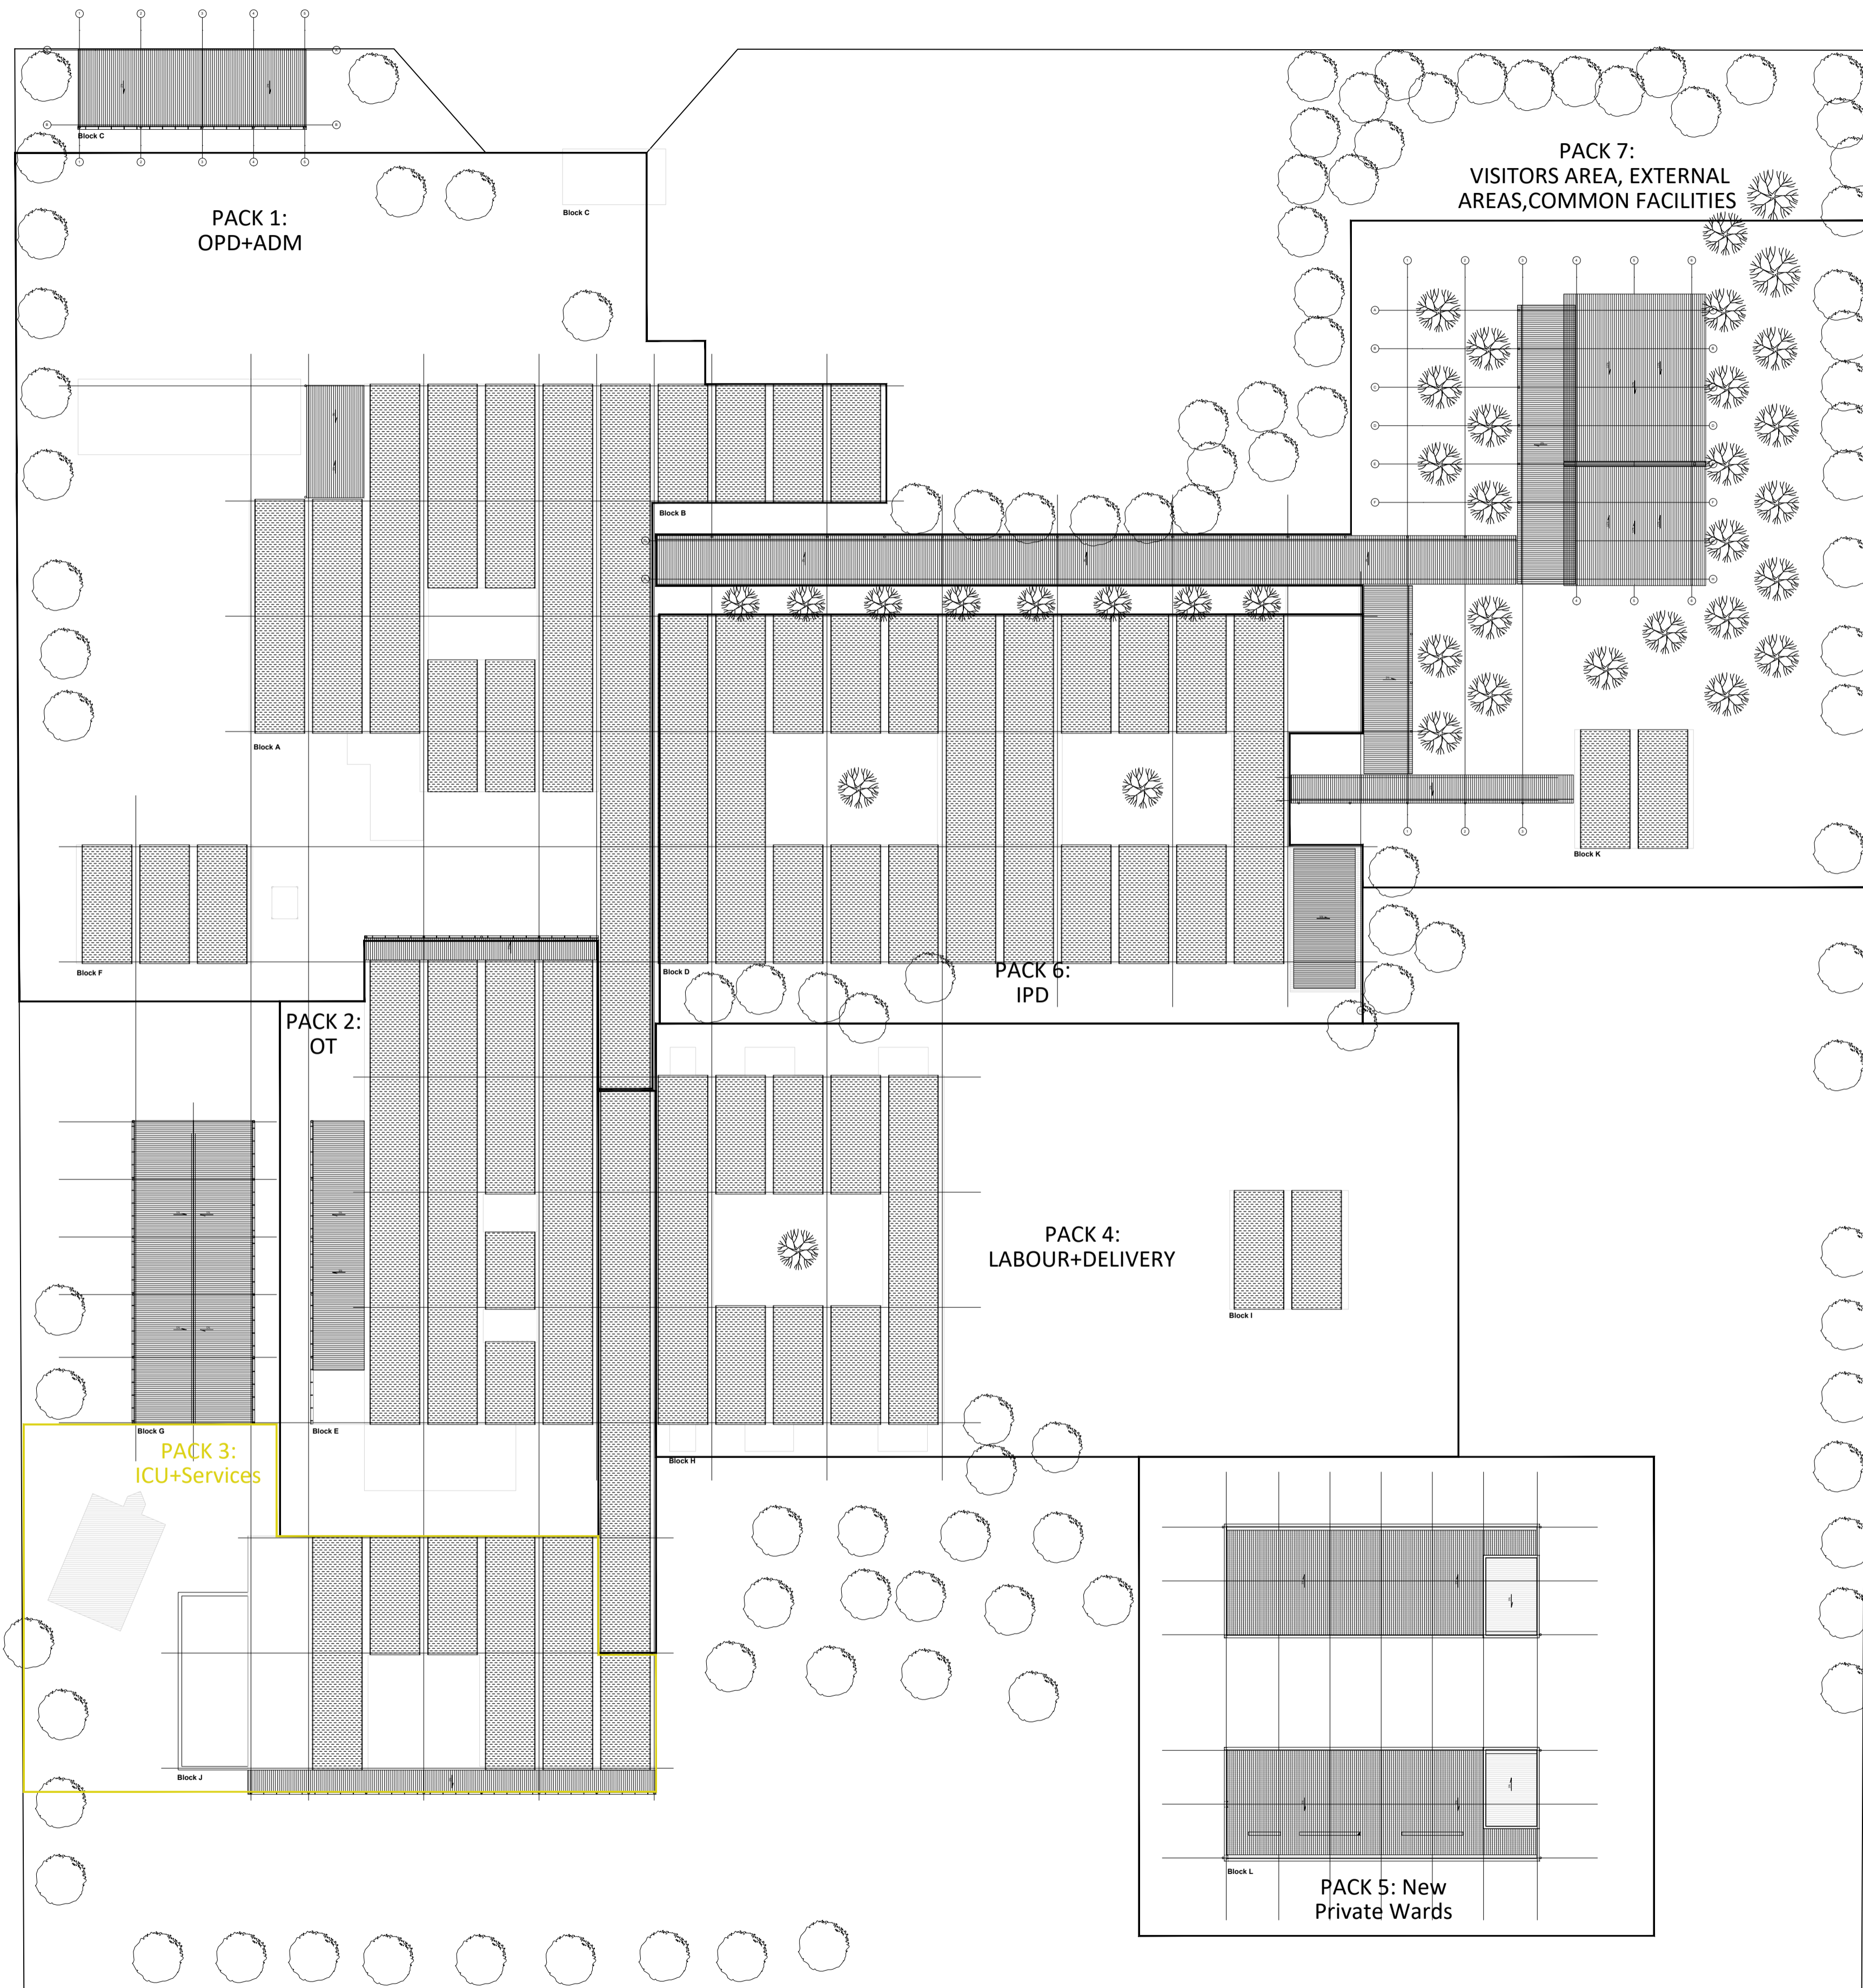 Block C
PACK 7:
VISITORS AREA, EXTERNAL
AREAS,COMMON FACILITIES
PACK 1:
OPD+ADM
Block C
Block B
Block A
Block K
Block F
Block D
PACK 6:
IPD
PACK 2:
OT
PACK 4:
LABOUR+DELIVERY
Block I
Block G
Block E
PACK 3:
ICU+Services
Block H
Block J
Block L
PACK 5: New
Private Wards